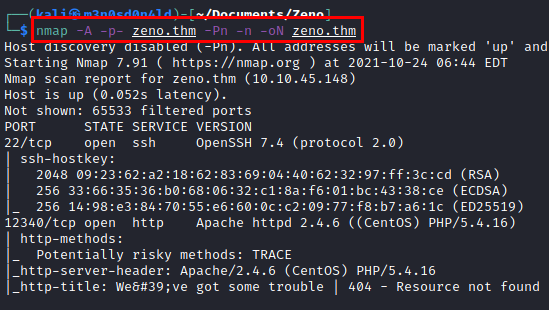 ┌──(kali㉿m3n0sd0n4ld)-[~/Documents/Zeno]
└─$ nmap -A -p- zeno.thm -Pn -n -oN zeno.thm
Host discovery disabled (-Pn). All addresses will be marked 'up' and
Starting Nmap 7.91 ( https://nmap.org ) at 2021-10-24 06:44 EDT
Nmap scan report for zeno.thm (10.10.45.148)
Host is up (0.052s latency).
Not shown: 65533 filtered ports
PORT      STATE SERVICE VERSION
22/tcp    open  ssh     OpenSSH 7.4 (protocol 2.0)
| ssh-hostkey:
|   2048 09:23:62:a2:18:62:83:69:04:40:62:32:97:ff:3c:cd (RSA)
|   256 33:66:35:36:b0:68:06:32:c1:8a:f6:01:bc:43:38:ce (ECDSA)
|_  256 14:98:e3:84:70:55:e6:60:0c:c2:09:77:f8:b7:a6:1c (ED25519)
12340/tcp open  http    Apache httpd 2.4.6 ((CentOS) PHP/5.4.16)
| http-methods:
|_  Potentially risky methods: TRACE
|_http-server-header: Apache/2.4.6 (CentOS) PHP/5.4.16
|_http-title: We&#39;ve got some trouble | 404 - Resource not found